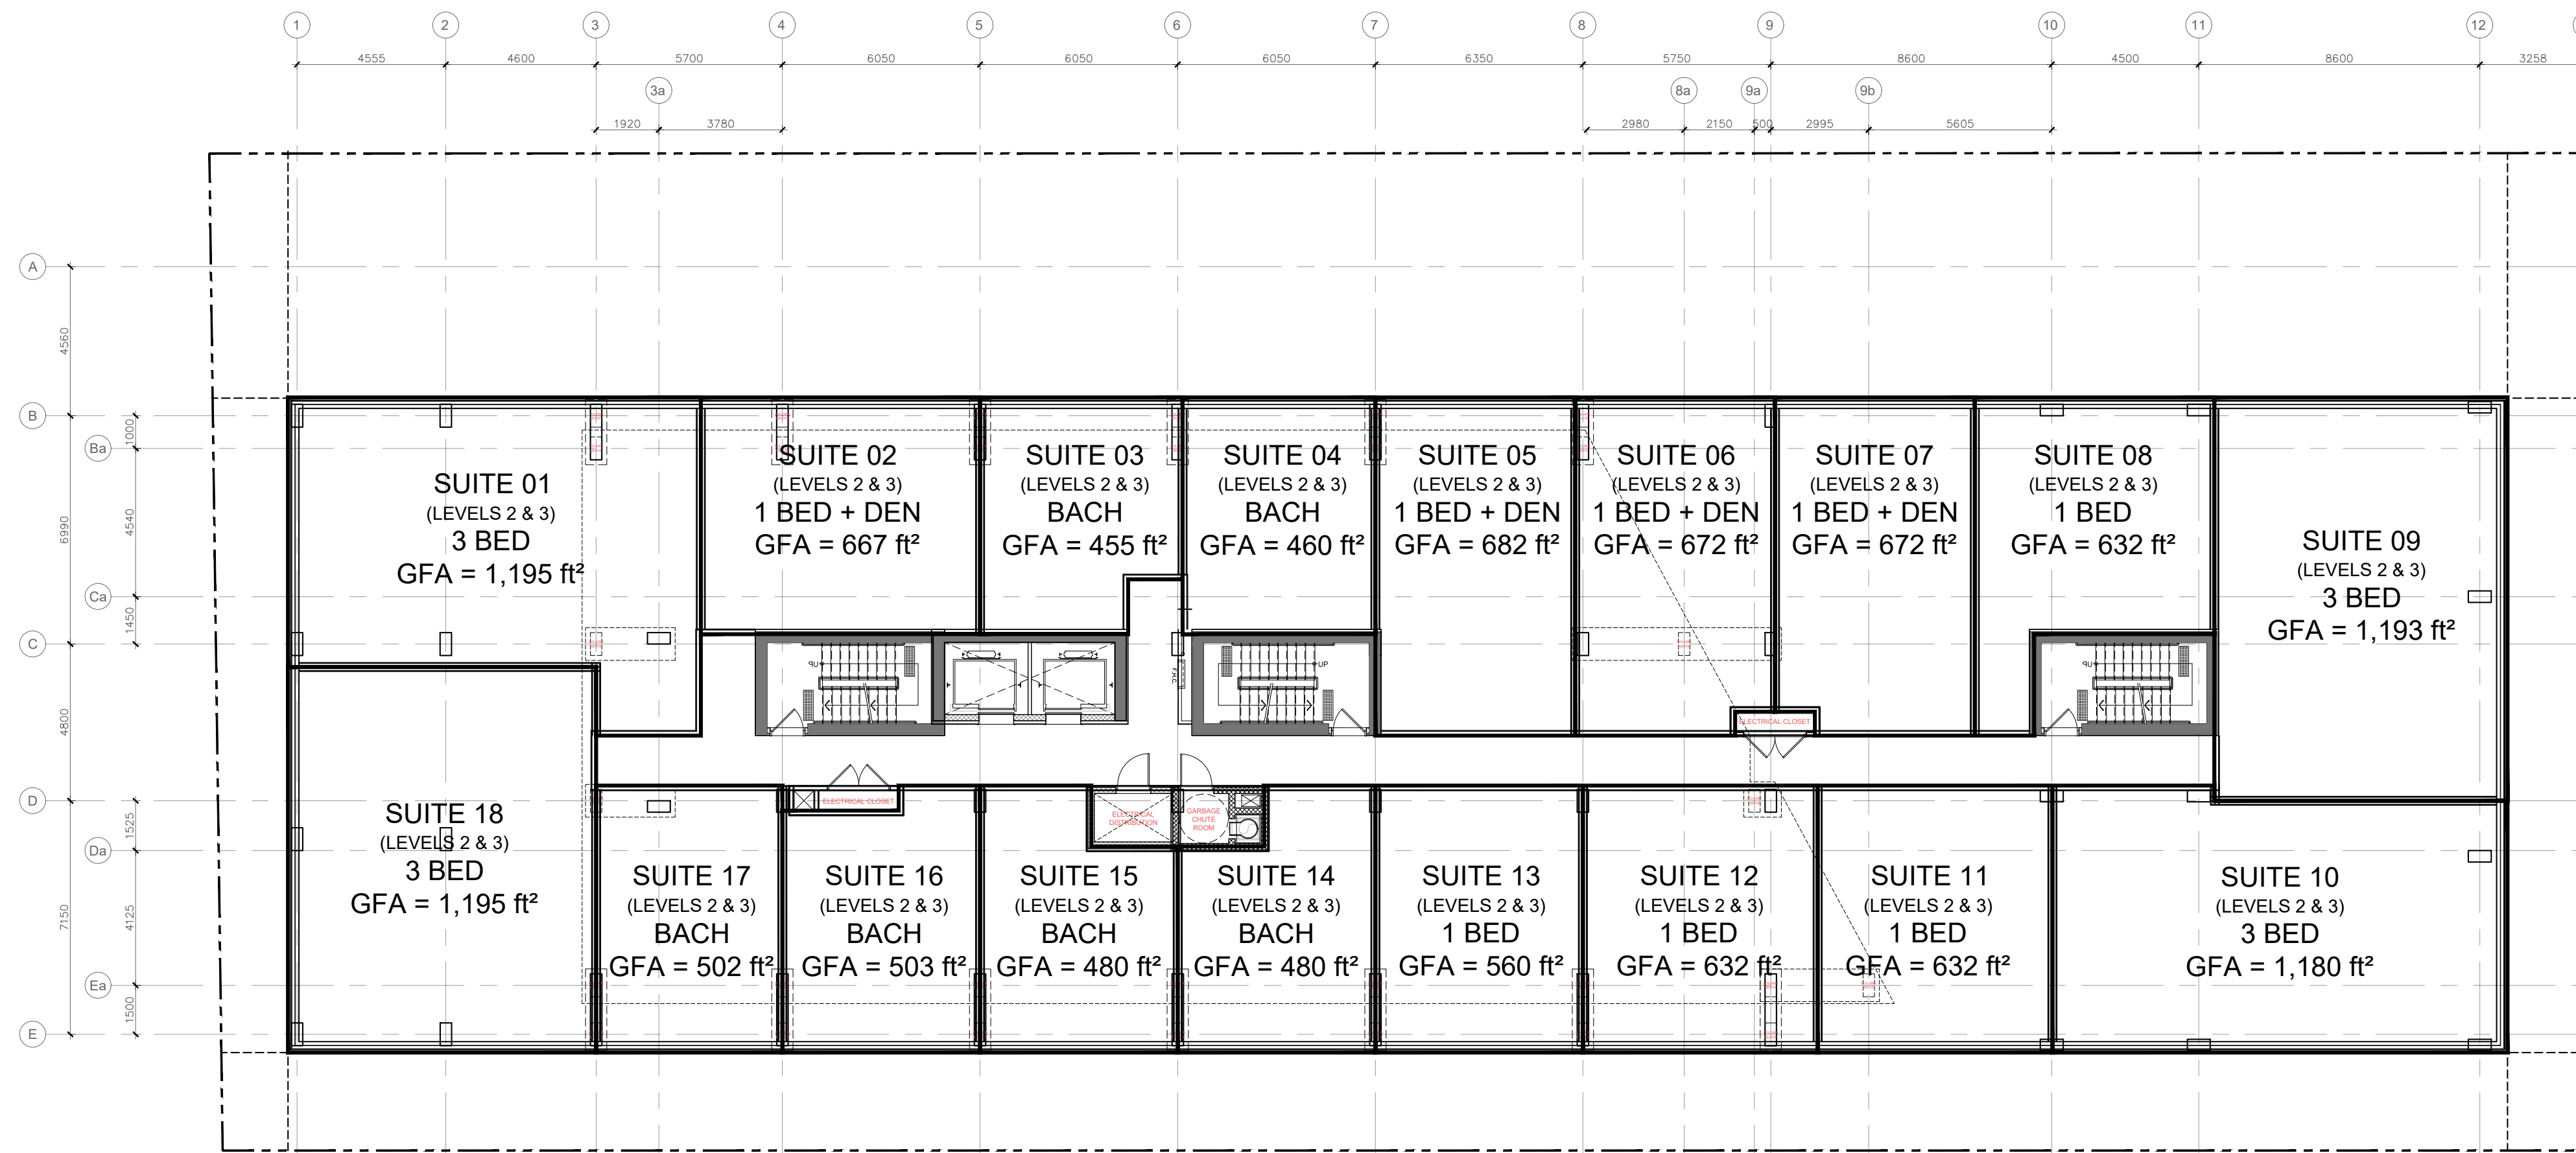 1 2 3 4 5 6 7 8 9 10 11 12
4555 4600 5700 6050 6050 6050 6350 5750 8600 4500 8600 3258
3a 8a 9a 9b
1920 3780 2980 2150 500 2995 5605
A
4560
B
1000
Ba
6990
4540
Ca
1450
C
4800
D
1525
Da
7150
4125
Ea
1500
E
SUITE 01
(LEVELS 2 & 3)
3 BED
GFA = 1,195 ft²
SUITE 02
(LEVELS 2 & 3)
1 BED + DEN
GFA = 667 ft²
SUITE 03
(LEVELS 2 & 3)
BACH
GFA = 455 ft²
SUITE 04
(LEVELS 2 & 3)
BACH
GFA = 460 ft²
SUITE 05
(LEVELS 2 & 3)
1 BED + DEN
GFA = 682 ft²
SUITE 06
(LEVELS 2 & 3)
1 BED + DEN
GFA = 672 ft²
SUITE 07
(LEVELS 2 & 3)
1 BED + DEN
GFA = 672 ft²
SUITE 08
(LEVELS 2 & 3)
1 BED
GFA = 632 ft²
SUITE 09
(LEVELS 2 & 3)
3 BED
GFA = 1,193 ft²
UP
F.H.C.
UP
UP
ELECTRICAL CLOSET
ELECTRICAL CLOSET
ELECTRICAL
DISTRIBUTION
GARBAGE
CHUTE
ROOM
SUITE 18
(LEVELS 2 & 3)
3 BED
GFA = 1,195 ft²
SUITE 17
(LEVELS 2 & 3)
BACH
GFA = 502 ft²
SUITE 16
(LEVELS 2 & 3)
BACH
GFA = 503 ft²
SUITE 15
(LEVELS 2 & 3)
BACH
GFA = 480 ft²
SUITE 14
(LEVELS 2 & 3)
BACH
GFA = 480 ft²
SUITE 13
(LEVELS 2 & 3)
1 BED
GFA = 560 ft²
SUITE 12
(LEVELS 2 & 3)
1 BED
GFA = 632 ft²
SUITE 11
(LEVELS 2 & 3)
1 BED
GFA = 632 ft²
SUITE 10
(LEVELS 2 & 3)
3 BED
GFA = 1,180 ft²